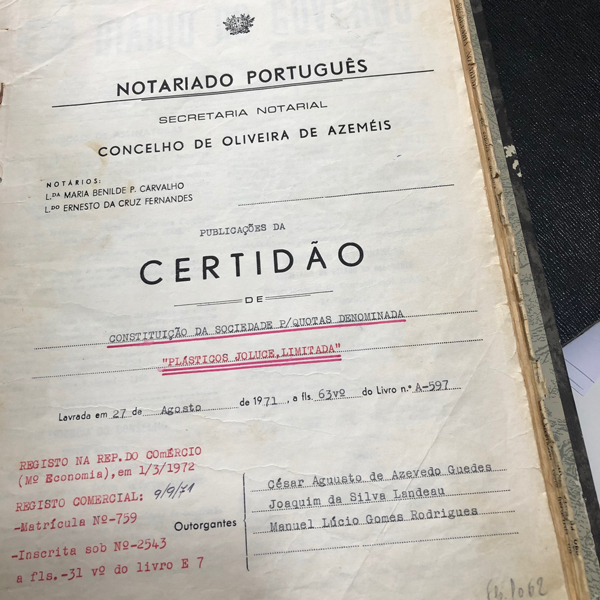 NOTARIADO PORTUGUÊS
SECRETARIA NOTARIAL
CONCELHO DE OLIVEIRA DE AZEMÉIS
NOTÁRIOS:
L.DA MARIA BENILDE P. CARVALHO
L.DO ERNESTO DA CRUZ FERNANDES
PUBLICAÇÕES DA
CERTIDÃO
DE
CONSTITUIÇÃO DA SOCIEDADE P/QUOTAS DENOMINADA
"PLÁSTICOS JOLUCE,LIMITADA"
Lavrada em 27 de Agosto de 1971, a fls. 63vº do Livro n.º A-597
REGISTO NA REP.DO COMÉRCIO
(Mº Economia),em 1/3/1972
REGISTO COMERCIAL: 9/9/71
-Matrícula Nº-759
-Inscrita sob Nº-2543
a fls.-31 vº do livro E 7
Outorgantes
César Aguusto de Azevedo Guedes
Joaquim da Silva Landeau
Manuel Lúcio Gomes Rodrigues